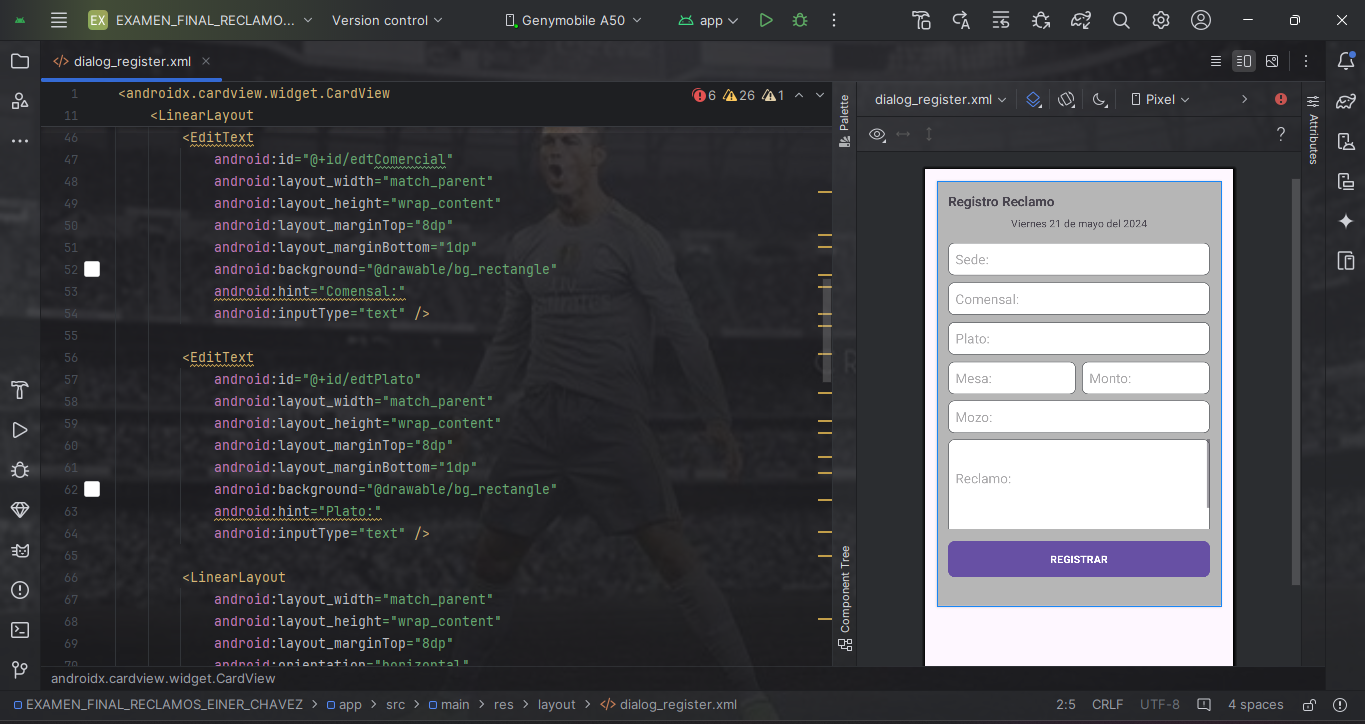 EX EXAMEN_FINAL_RECLAMO... Version control Genymobile A50 app
dialog_register.xml
6 26 1
1 <androidx.cardview.widget.CardView
11 <LinearLayout
46 <EditText
47 android:id="@+id/edtComercial"
48 android:layout_width="match_parent"
49 android:layout_height="wrap_content"
50 android:layout_marginTop="8dp"
51 android:layout_marginBottom="1dp"
52 android:background="@drawable/bg_rectangle"
53 android:hint="Comensal:"
54 android:inputType="text" />
55
56 <EditText
57 android:id="@+id/edtPlato"
58 android:layout_width="match_parent"
59 android:layout_height="wrap_content"
60 android:layout_marginTop="8dp"
61 android:layout_marginBottom="1dp"
62 android:background="@drawable/bg_rectangle"
63 android:hint="Plato:"
64 android:inputType="text" />
65
66 <LinearLayout
67 android:layout_width="match_parent"
68 android:layout_height="wrap_content"
69 android:layout_marginTop="8dp"
70 android:orientation="horizontal"
androidx.cardview.widget.CardView
Palette
Component Tree
dialog_register.xml Pixel
?
Attributes
Registro Reclamo
Viernes 21 de mayo del 2024
Sede:
Comensal:
Plato:
Mesa: Monto:
Mozo:
Reclamo:
REGISTRAR
EXAMEN_FINAL_RECLAMOS_EINER_CHAVEZ > app > src > main > res > layout > dialog_register.xml 2:5 CRLF UTF-8 4 spaces